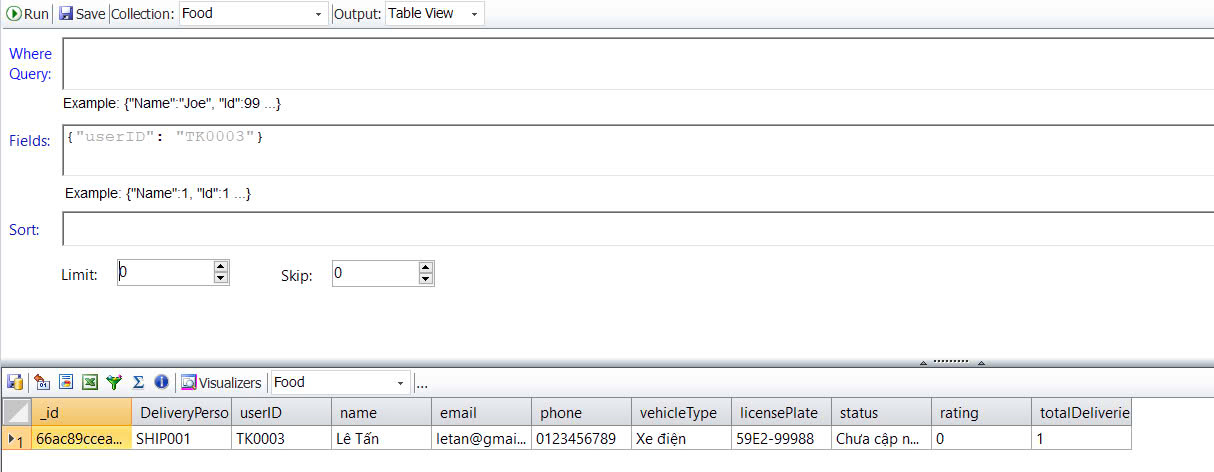 Run Save Collection: Food Output: Table View
Where Query:
Example: {"Name":"Joe", "Id":99 ...}
Fields: {"userID": "TK0003"}
Example: {"Name":1, "Id":1 ...}
Sort:
Limit: 0 Skip: 0
Visualizers Food ...
_id DeliveryPerso userID name email phone vehicleType licensePlate status rating totalDeliverie
1 66ac89ccea... SHIP001 TK0003 Lê Tấn letan@gmai... 0123456789 Xe điện 59E2-99988 Chưa cập n... 0 1